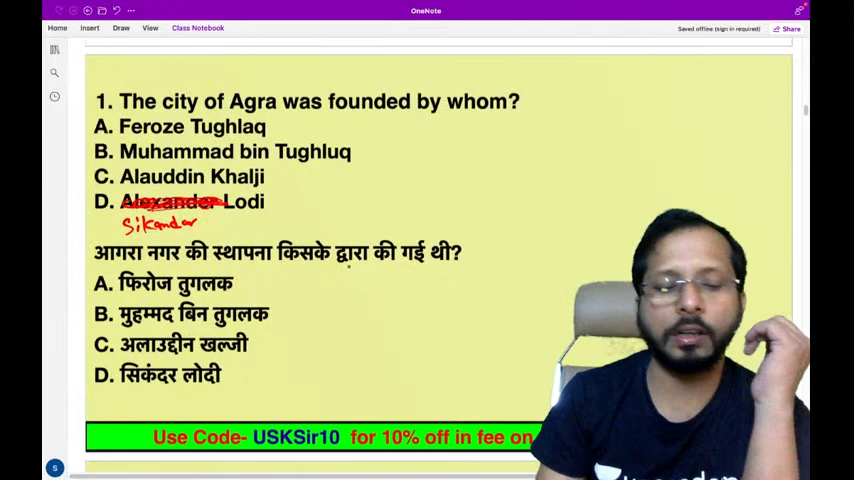 OneNote
Home Insert Draw View Class Notebook
Saved offline (sign in required) Share
1. The city of Agra was founded by whom?
A. Feroze Tughlaq
B. Muhammad bin Tughluq
C. Alauddin Khalji
D. Alexander Lodi
Sikandar
आगरा नगर की स्थापना किसके द्वारा की गई थी?
A. फिरोज तुगलक
B. मुहम्मद बिन तुगलक
C. अलाउद्दीन खल्जी
D. सिकंदर लोदी
Use Code- USKSir10 for 10% off in fee on
S